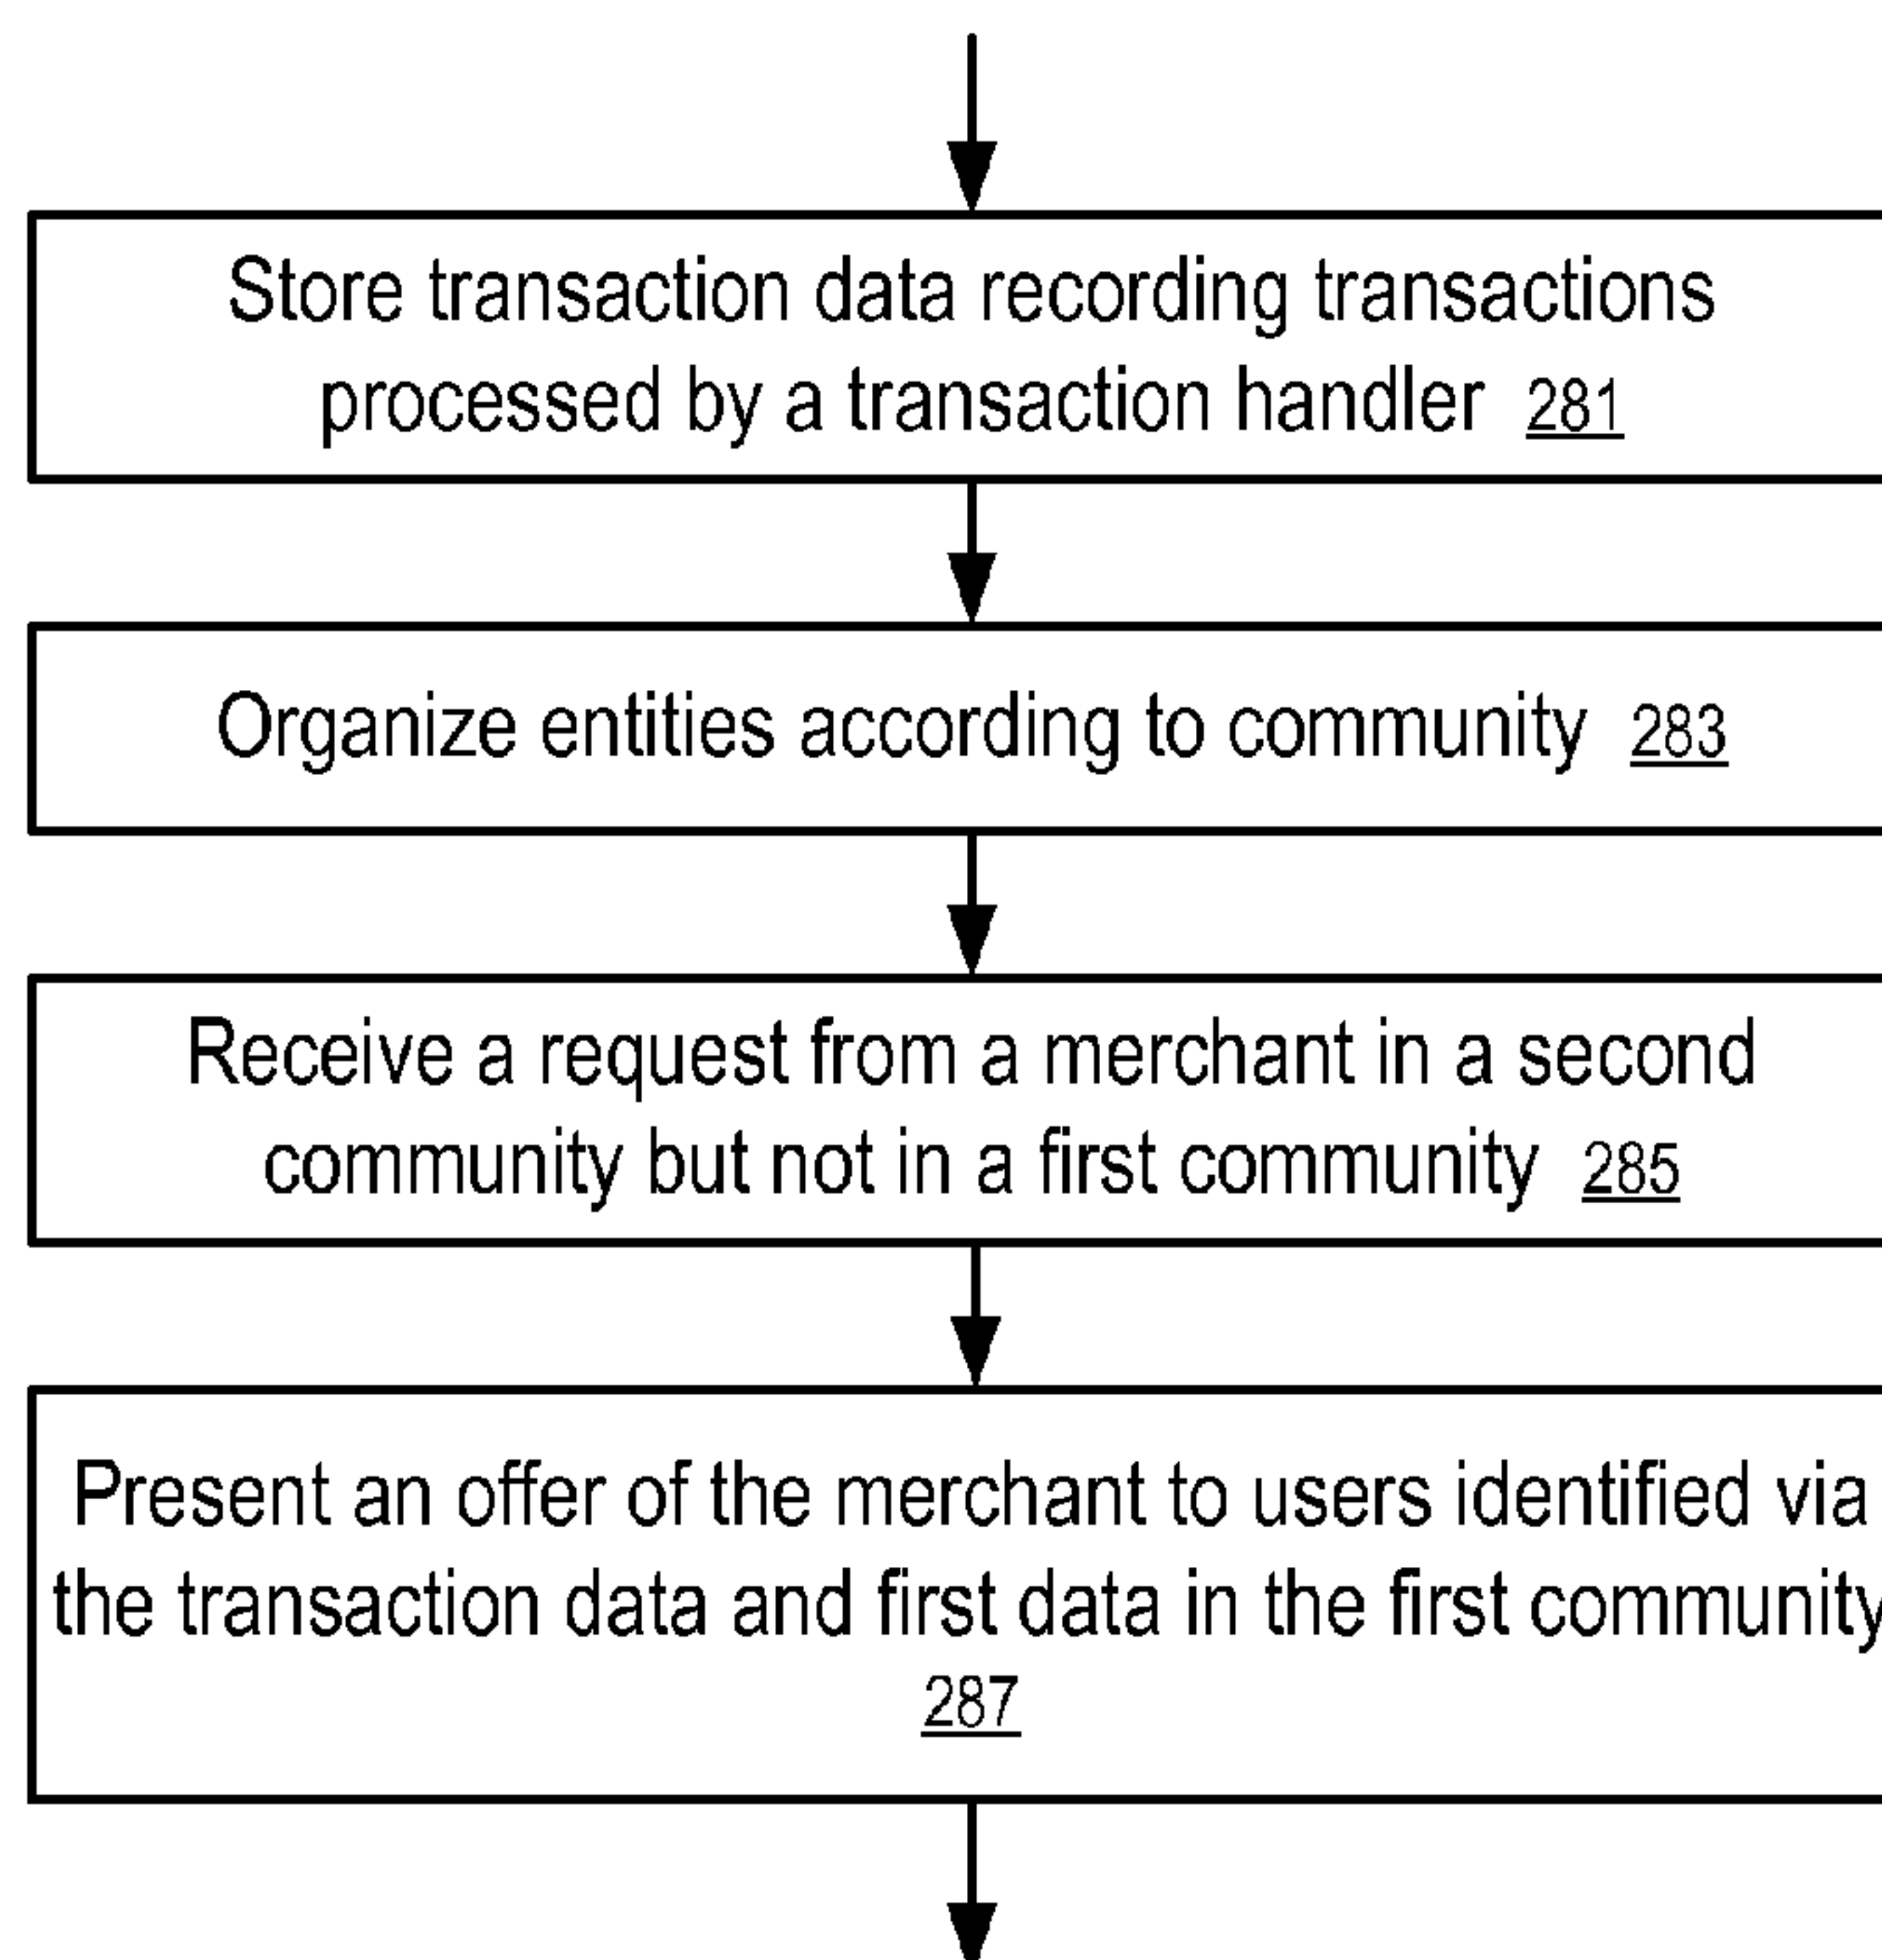 Store transaction data recording transactions
processed by a transaction handler 281
Organize entities according to community 283
Receive a request from a merchant in a second
community but not in a first community 285
Present an offer of the merchant to users identified via
the transaction data and first data in the first community
287